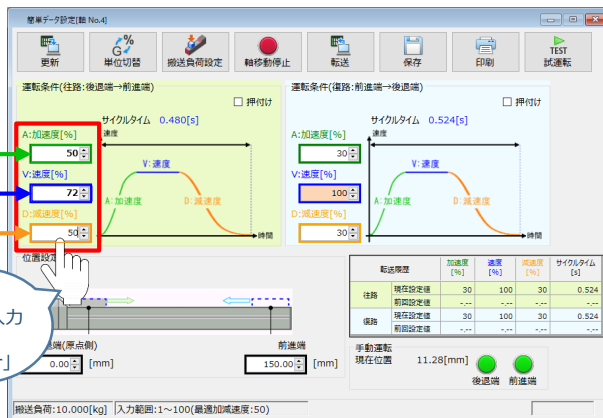 簡単データ設定[軸 No.4]
更新 単位切替 搬送負荷設定 軸移動停止 転送 保存 印刷 試運転
% G TEST
運転条件(往路:後退端→前進端)
押付け
サイクルタイム 0.480[s]
A:加速度[%]
50
V:速度[%]
72
D:減速度[%]
50
速度
V:速度
A:加速度
D:減速度
時間
運転条件(復路:前進端→後退端)
押付け
サイクルタイム 0.524[s]
A:加速度[%]
30
V:速度[%]
100
D:減速度[%]
30
速度
V:速度
A:加速度
D:減速度
時間
位置設定
入力
」
端(原点側)
0.00 [mm]
前進端
150.00 [mm]
転送履歴 加速度[%] 速度[%] 減速度[%] サイクルタイム[s]
往路 現在設定値 30 100 30 0.524
前回設定値 -.-- -.-- -.-- -.--
復路 現在設定値 30 100 30 0.524
前回設定値 -.-- -.-- -.-- -.--
手動運転
現在位置 11.28[mm]
後退端 前進端
搬送負荷:10.000[kg] 入力範囲:1~100(最適加減速度:50)